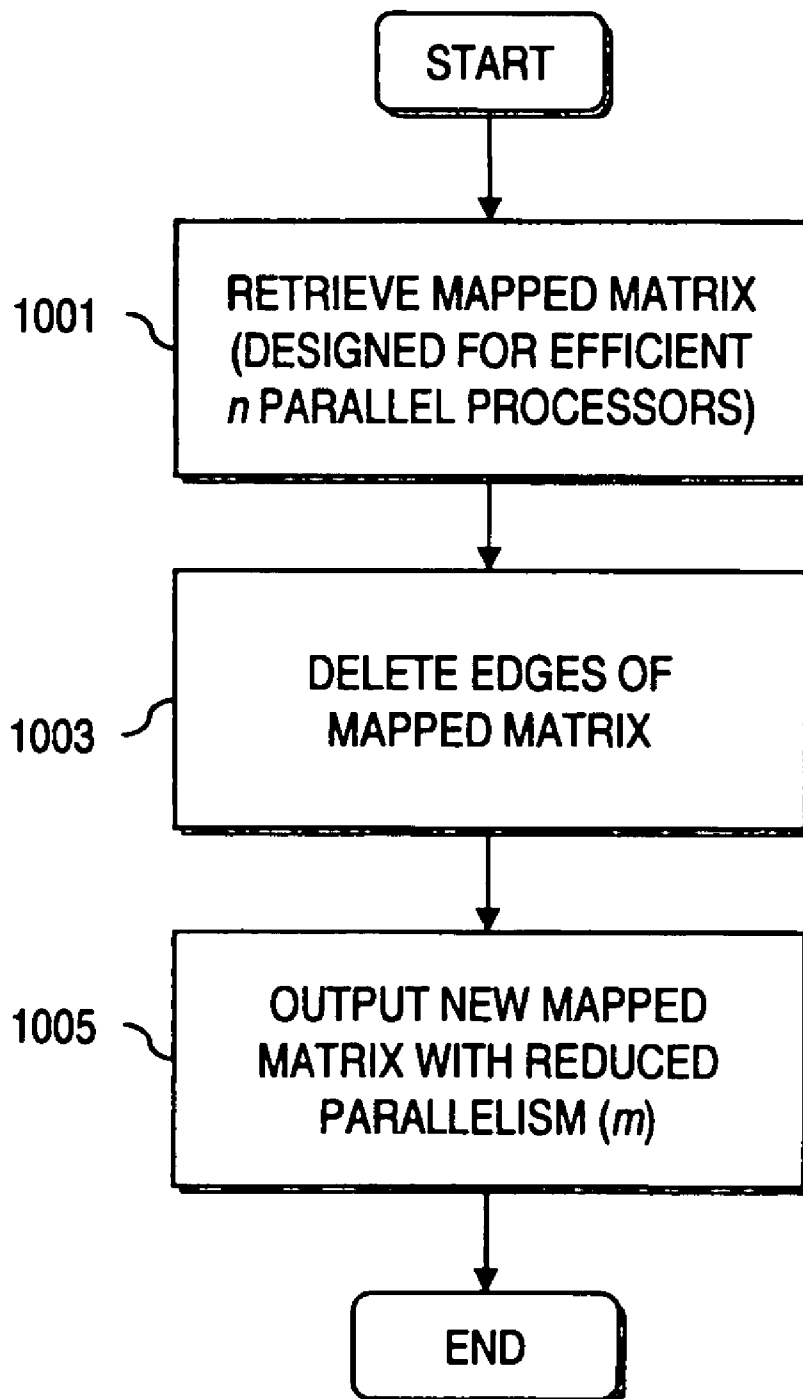 START
1001
RETRIEVE MAPPED MATRIX
(DESIGNED FOR EFFICIENT
n PARALLEL PROCESSORS)
1003
DELETE EDGES OF
MAPPED MATRIX
1005
OUTPUT NEW MAPPED
MATRIX WITH REDUCED
PARALLELISM (m)
END